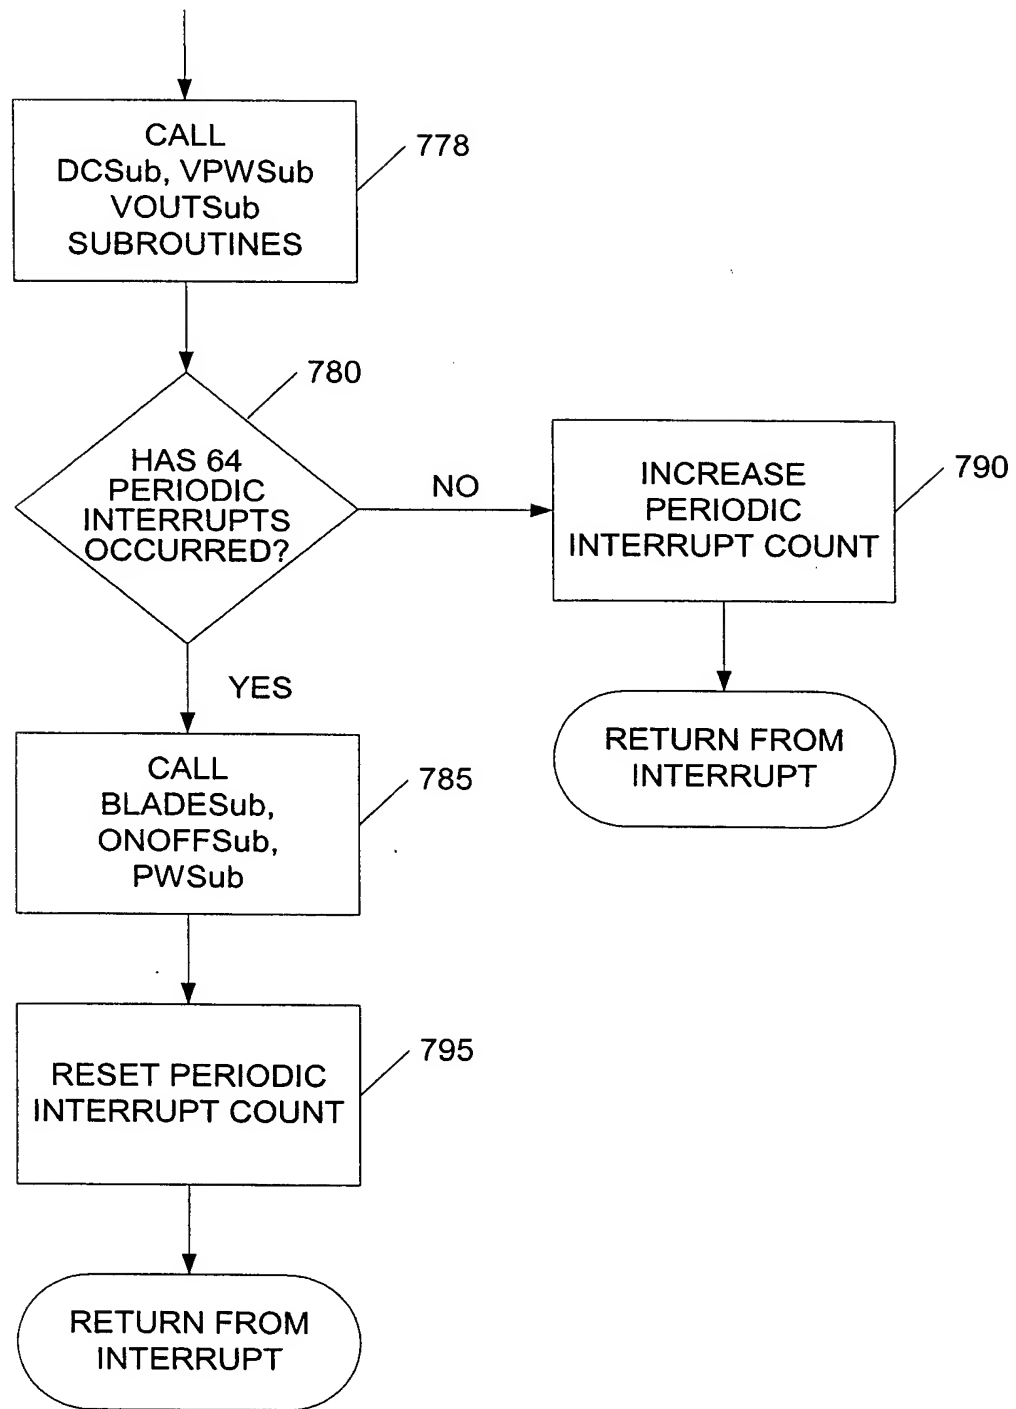 CALL
DCSub, VPWSub
VOUTSub
SUBROUTINES
778
780
HAS 64
PERIODIC
INTERRUPTS
OCCURRED?
NO
INCREASE
PERIODIC
INTERRUPT COUNT
790
RETURN FROM
INTERRUPT
YES
CALL
BLADESub,
ONOFFSub,
PWSub
785
RESET PERIODIC
INTERRUPT COUNT
795
RETURN FROM
INTERRUPT